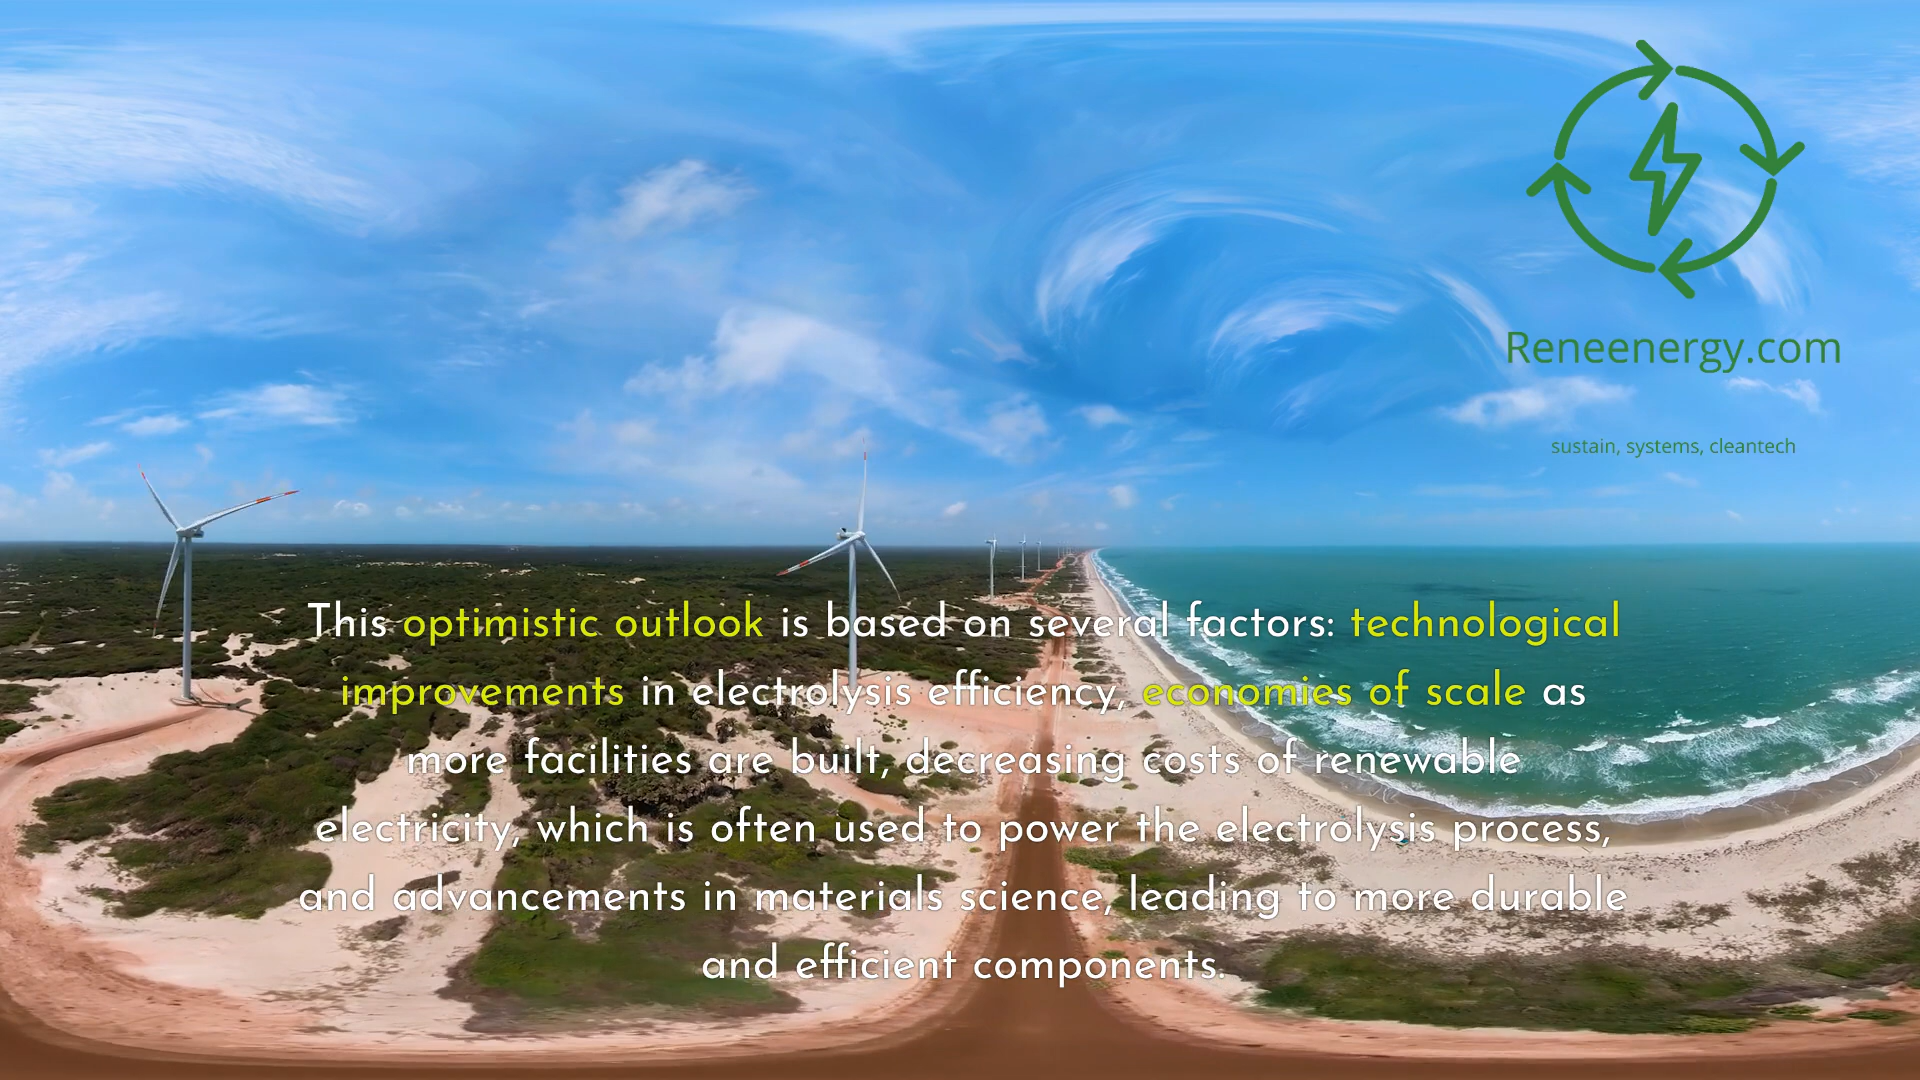 Reneenergy.com
sustain, systems, cleantech
This optimistic outlook is based on several factors: technological
improvements in electrolysis efficiency, economies of scale as
more facilities are built, decreasing costs of renewable
electricity, which is often used to power the electrolysis process,
and advancements in materials science, leading to more durable
and efficient components.